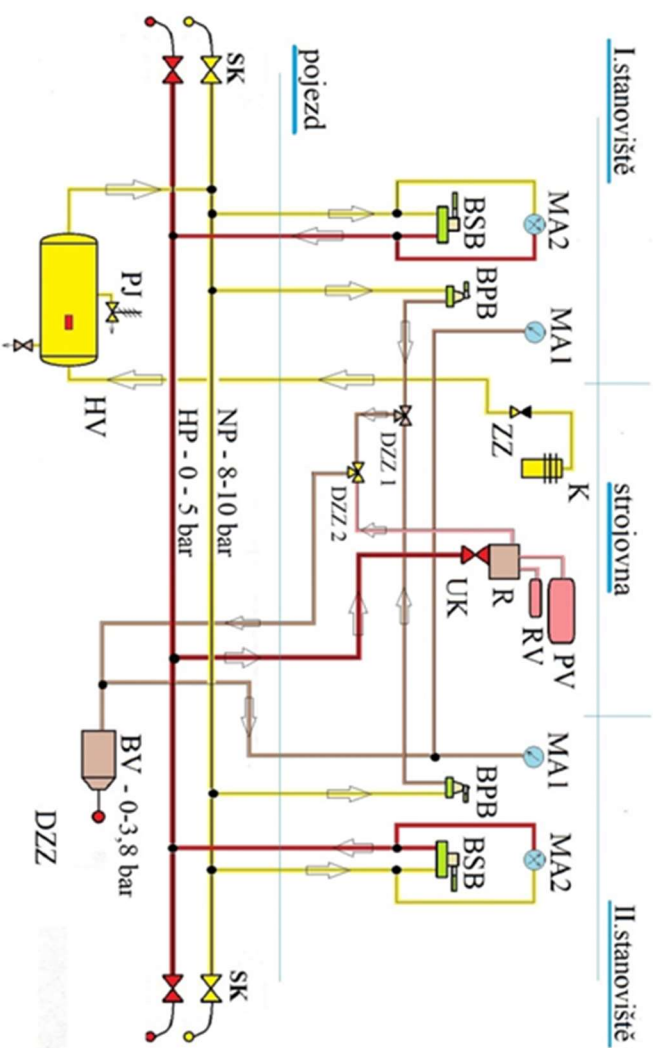 I.stanoviště
strojovna
II.stanoviště
MA2
MA1
K
PV
MA1
MA2
RV
ZZ
R
BSB
BPB
UK
BPB
BSB
DZZ 1
DZZ 2
pojezd
SK
NP - 8-10 bar
SK
HP - 0 - 5 bar
PJ
BV - 0-3,8 bar
HV
DZZ